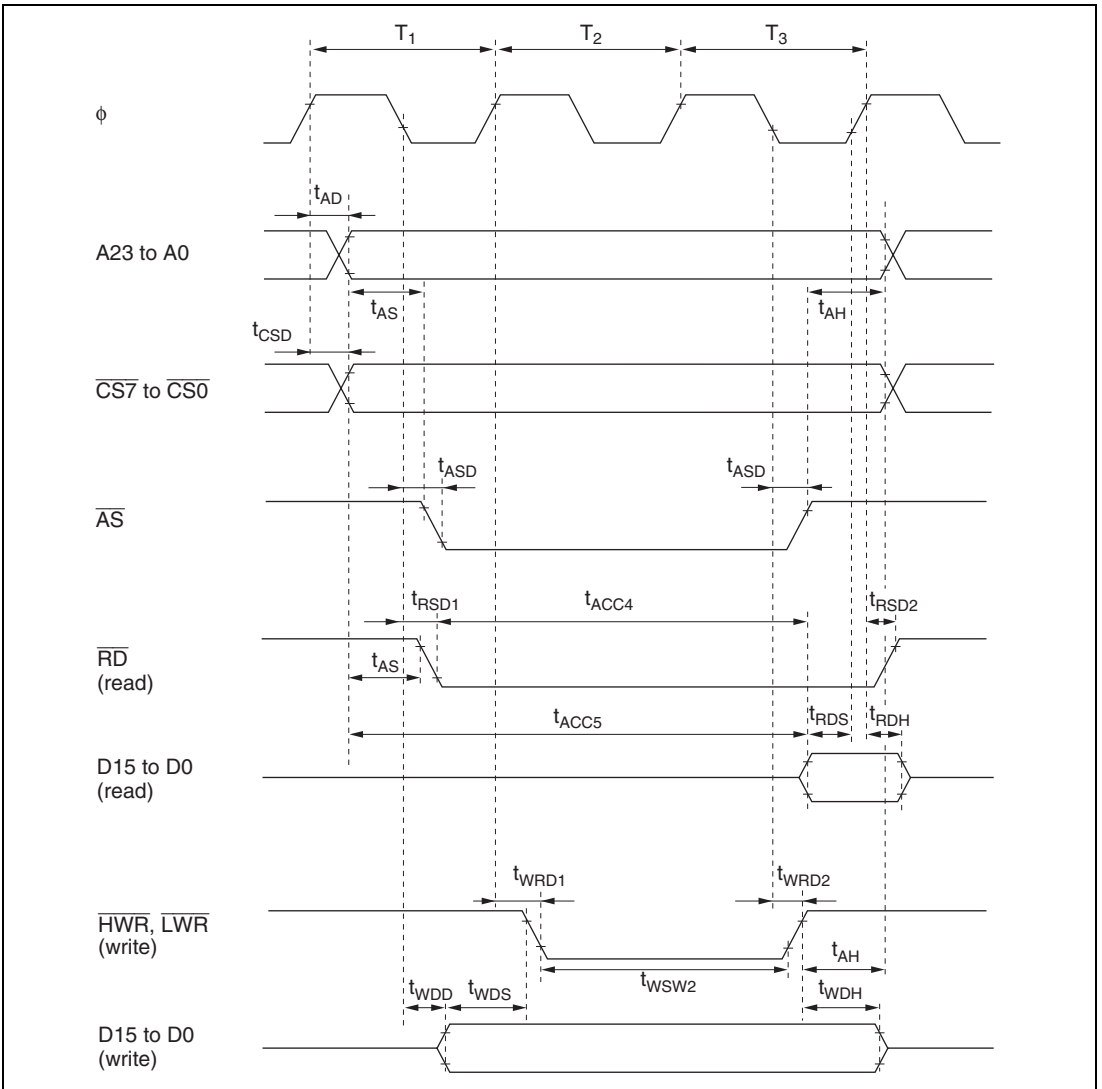 T1 T2 T3
φ
tAD
A23 to A0
tAS tAH
tCSD
CS7 to CS0
tASD tASD
AS
tRSD1 tACC4 tRSD2
RD
(read)
tAS
tACC5 tRDS tRDH
D15 to D0
(read)
tWRD1 tWRD2
HWR, LWR
(write)
tAH
tWSW2
tWDD tWDS tWDH
D15 to D0
(write)